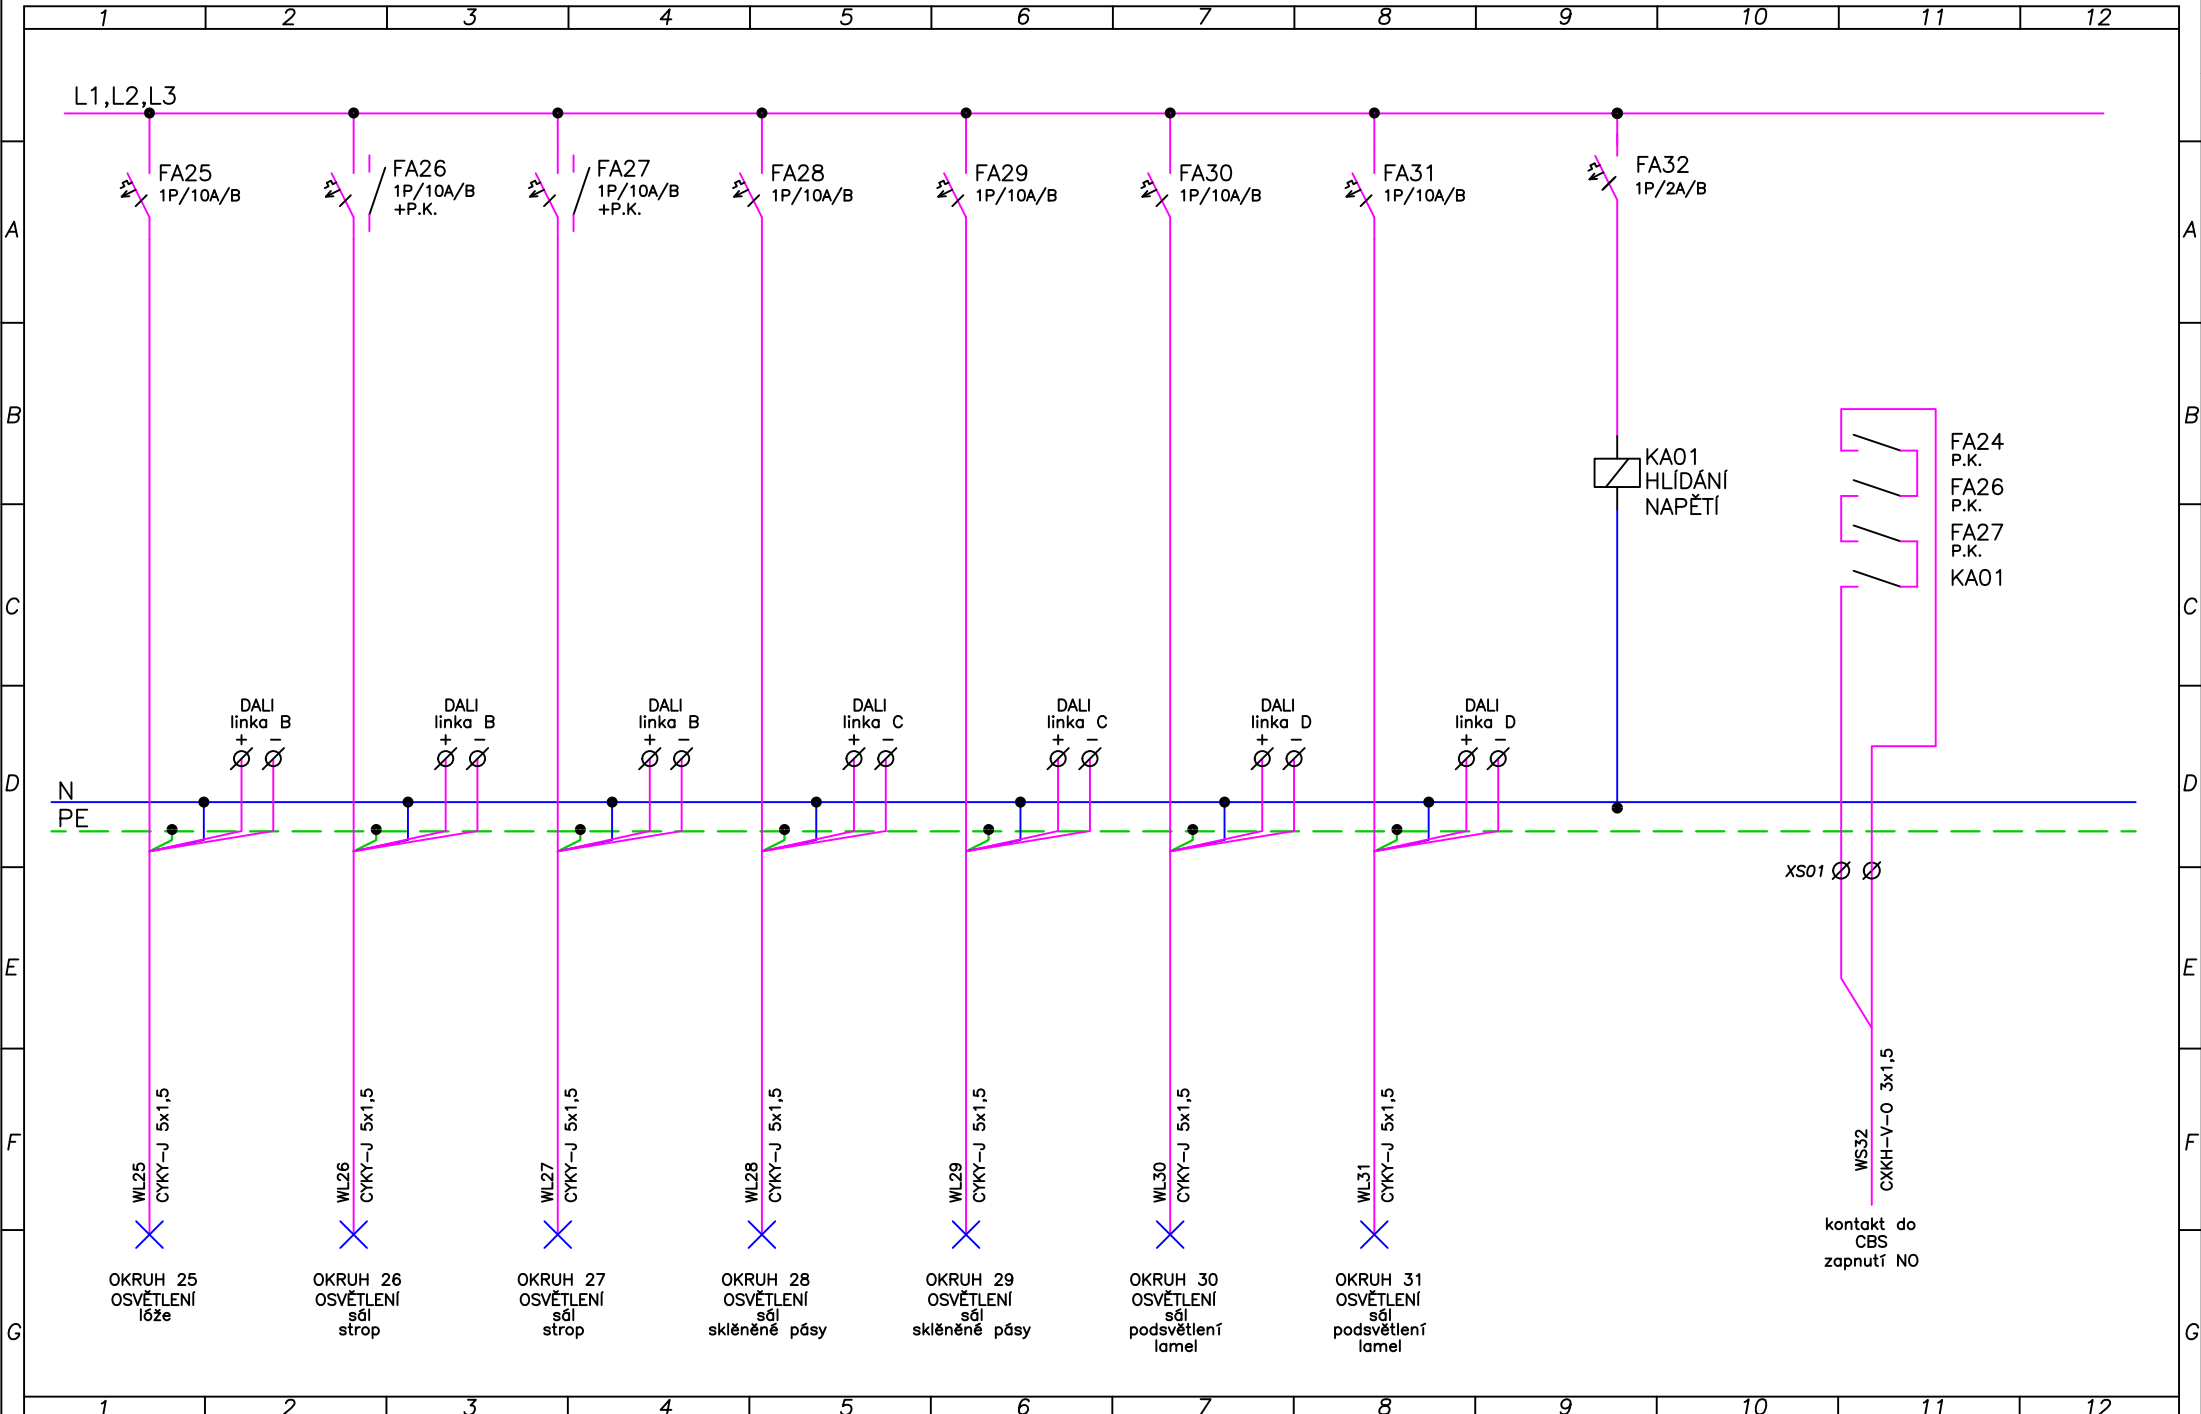 1 2 3 4 5 6 7 8 9 10 11 12
L1,L2,L3
FA25
1P/10A/B
FA26
1P/10A/B
+P.K.
FA27
1P/10A/B
+P.K.
FA28
1P/10A/B
FA29
1P/10A/B
FA30
1P/10A/B
FA31
1P/10A/B
FA32
1P/2A/B
A A
B B
KA01
HLÍDÁNÍ
NAPĚTÍ
FA24
P.K.
FA26
P.K.
FA27
P.K.
KA01
C C
DALI
linka B
+ −
DALI
linka B
+ −
DALI
linka B
+ −
DALI
linka C
+ −
DALI
linka C
+ −
DALI
linka D
+ −
DALI
linka D
+ −
D D
N
PE
XS01
E E
WL25
CYKY-J 5x1,5
WL26
CYKY-J 5x1,5
WL27
CYKY-J 5x1,5
WL28
CYKY-J 5x1,5
WL29
CYKY-J 5x1,5
WL30
CYKY-J 5x1,5
WL31
CYKY-J 5x1,5
WS32
CXKH-V-O 3x1,5
F F
kontakt do
CBS
zapnutí NO
OKRUH 25
OSVĚTLENÍ
lóže
OKRUH 26
OSVĚTLENÍ
sál
strop
OKRUH 27
OSVĚTLENÍ
sál
strop
OKRUH 28
OSVĚTLENÍ
sál
sklěněné pásy
OKRUH 29
OSVĚTLENÍ
sál
sklěněné pásy
OKRUH 30
OSVĚTLENÍ
sál
podsvětlení
lamel
OKRUH 31
OSVĚTLENÍ
sál
podsvětlení
lamel
G G
1 2 3 4 5 6 7 8 9 10 11 12